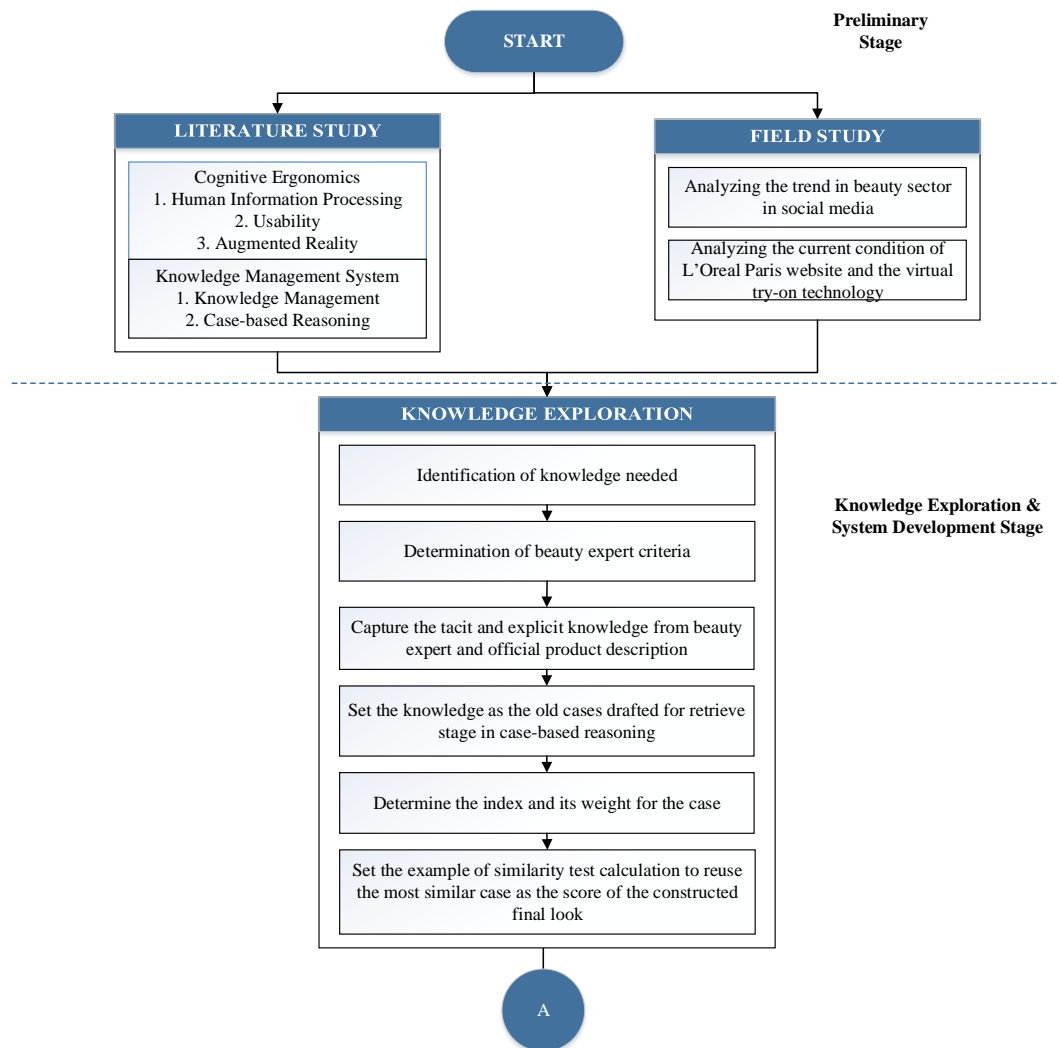 START
Preliminary
Stage
LITERATURE STUDY
Cognitive Ergonomics
1. Human Information Processing
2. Usability
3. Augmented Reality
Knowledge Management System
1. Knowledge Management
2. Case-based Reasoning
FIELD STUDY
Analyzing the trend in beauty sector
in social media
Analyzing the current condition of
L’Oreal Paris website and the virtual
try-on technology
KNOWLEDGE EXPLORATION
Identification of knowledge needed
Determination of beauty expert criteria
Capture the tacit and explicit knowledge from beauty
expert and official product description
Set the knowledge as the old cases drafted for retrieve
stage in case-based reasoning
Determine the index and its weight for the case
Set the example of similarity test calculation to reuse
the most similar case as the score of the constructed
final look
Knowledge Exploration &
System Development Stage
A